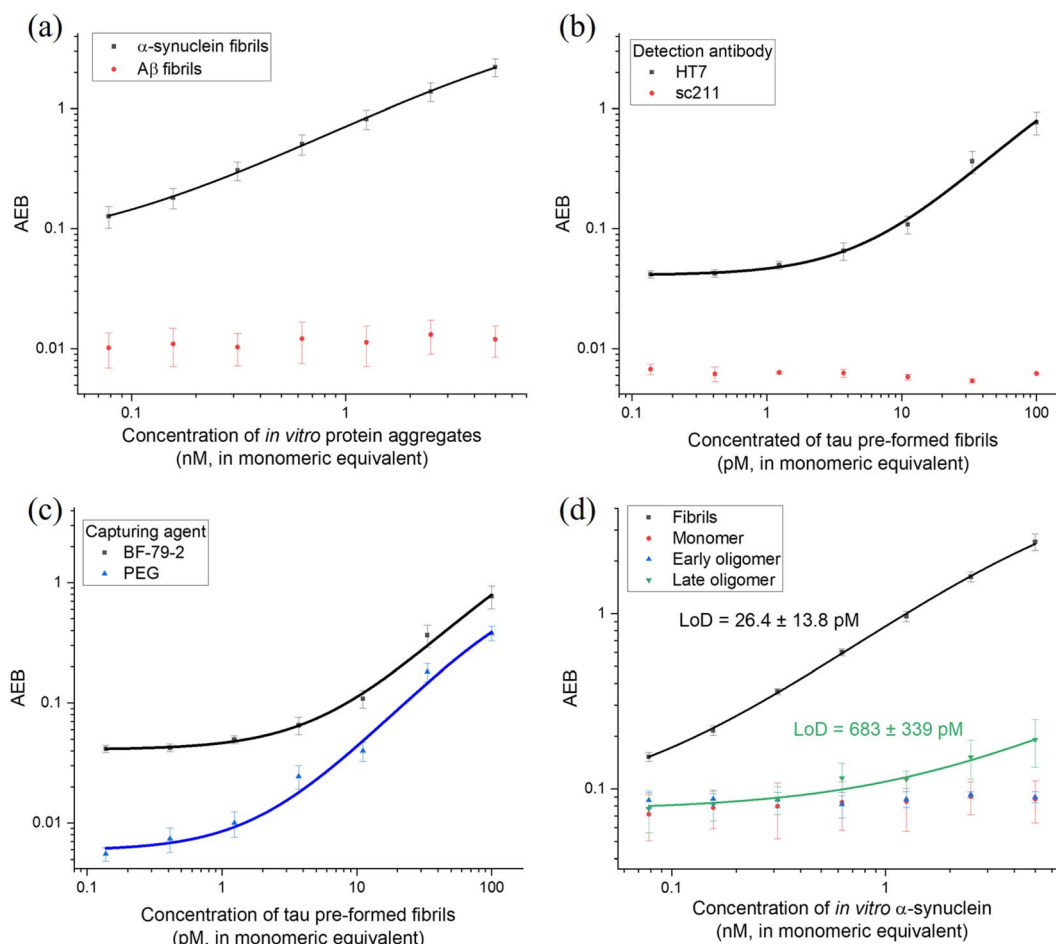 (a)
α-synuclein fibrils
Aβ fibrils
AEB
1
0.1
0.01
0.1
1
Concentration of in vitro protein aggregates
(nM, in monomeric equivalent)
(b)
Detection antibody
HT7
sc211
AEB
1
0.1
0.01
0.1
1
10
100
Concentrated of tau pre-formed fibrils
(pM, in monomeric equivalent)
(c)
Capturing agent
BF-79-2
PEG
AEB
1
0.1
0.01
0.1
1
10
100
Concentration of tau pre-formed fibrils
(pM, in monomeric equivalent)
(d)
Fibrils
Monomer
Early oligomer
Late oligomer
LoD = 26.4 ± 13.8 pM
LoD = 683 ± 339 pM
AEB
1
0.1
0.1
1
Concentration of in vitro α-synuclein
(nM, in monomeric equivalent)